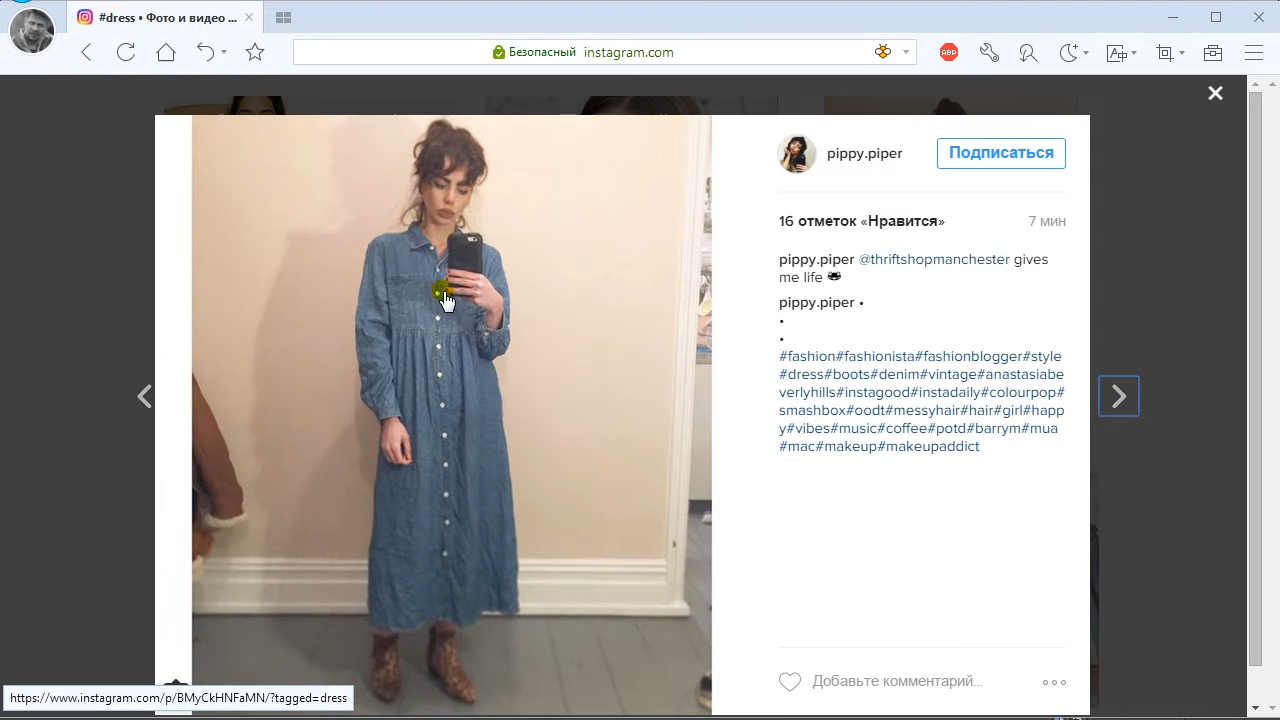 #dress • Фото и видео ...
Безопасный instagram.com
ABP
pippy.piper
Подписаться
16 отметок «Нравится»
7 мин
pippy.piper @thriftshopmanchester gives
me life
pippy.piper •
•
•
#fashion#fashionista#fashionblogger#style
#dress#boots#denim#vintage#anastasiabe
verlyhills#instagood#instadaily#colourpop#
smashbox#oodt#messyhair#hair#girl#happ
y#vibes#music#coffee#potd#barrym#mua
#mac#makeup#makeupaddict
Добавьте комментарий...
https://www.instagram.com/p/BMyCkHNFaMN/?tagged=dress